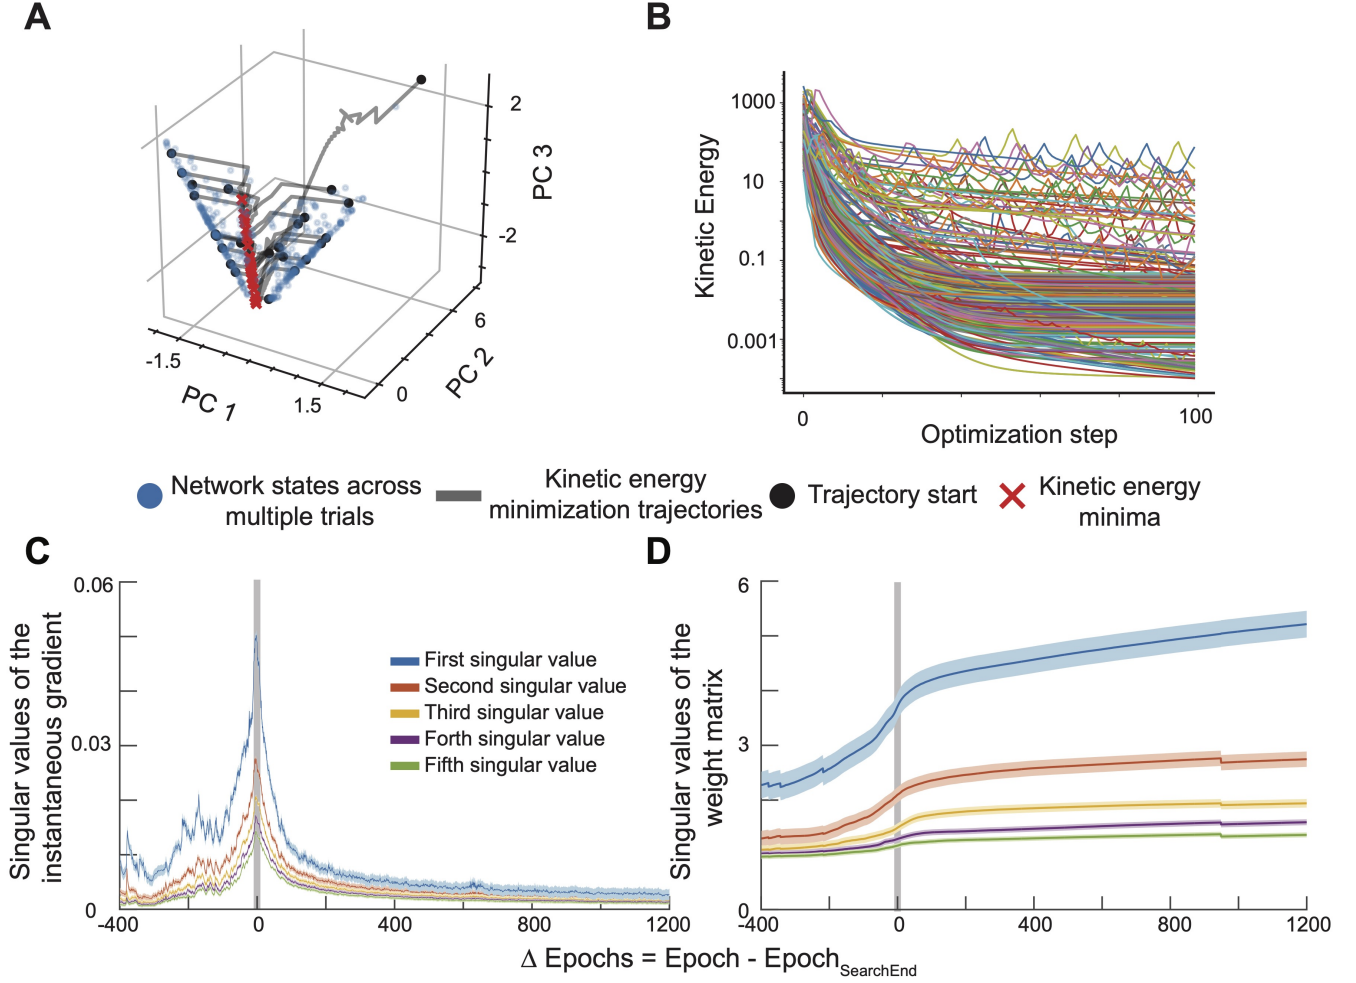 A
B
2
-2
PC 3
6
0
PC 2
-1.5
1.5
PC 1
1000
10
0.1
0.001
Kinetic Energy
0
100
Optimization step
Network states across
multiple trials
Kinetic energy
minimization trajectories
Trajectory start
Kinetic energy
minima
C
D
0.06
0.03
0
Singular values of the
instantaneous gradient
First singular value
Second singular value
Third singular value
Forth singular value
Fifth singular value
-400
0
400
800
1200
6
3
0
Singular values of the
weight matrix
-400
0
400
800
1200
Δ Epochs = Epoch - Epoch SearchEnd